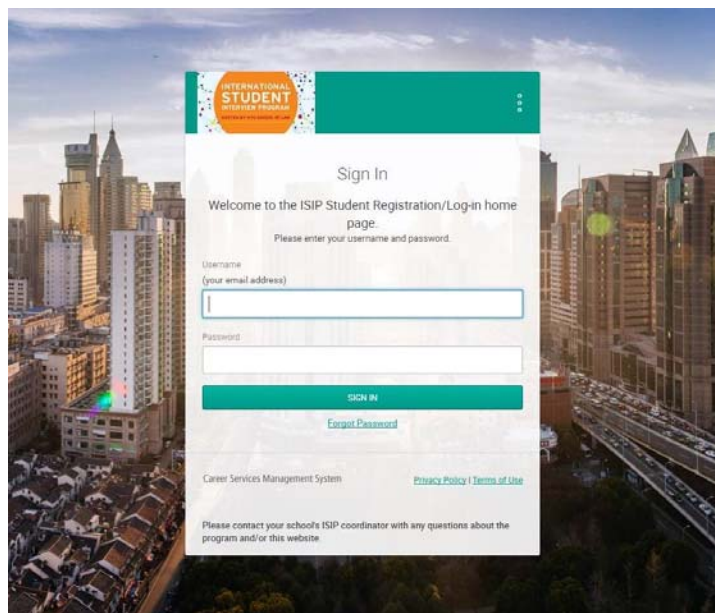 INTERNATIONAL
STUDENT
INTERVIEW PROGRAM
Sign In
Welcome to the ISIP Student Registration/Log-in home
page.
Please enter your username and password.
Username
(your email address)
Password
SIGN IN
Forgot Password
Career Services Management System
Privacy Policy | Terms of Use
Please contact your school's ISIP coordinator with any questions about the
program and/or this website